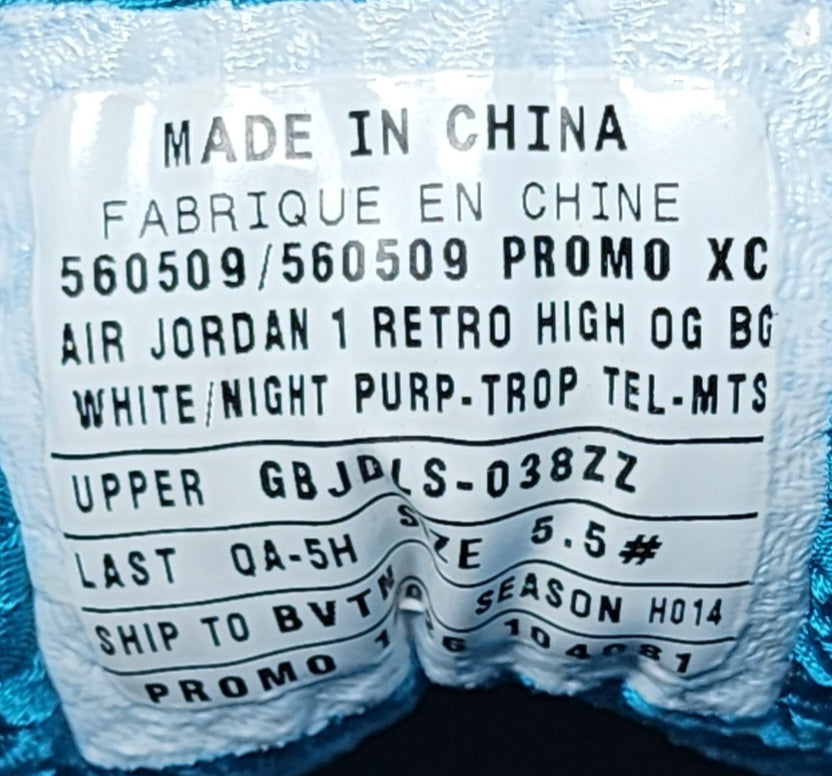 MADE IN CHINA
FABRIQUE EN CHINE
560509/560509 PROMO XC
AIR JORDAN 1 RETRO HIGH OG BG
WHITE/NIGHT PURP-TROP TEL-MTS
UPPER GBJDLS-038ZZ
LAST QA-5H SIZE 5.5#
SHIP TO SEASON HO14
PROMO